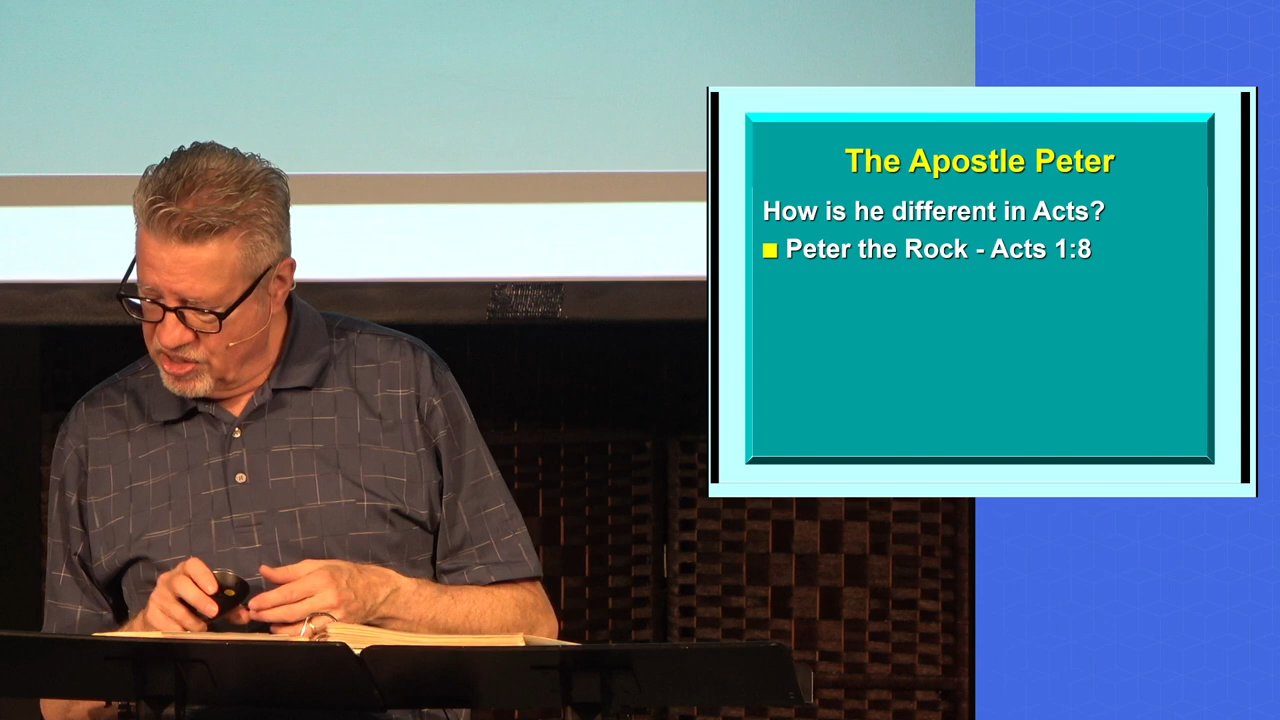 The Apostle Peter
How is he different in Acts?
Peter the Rock - Acts 1:8